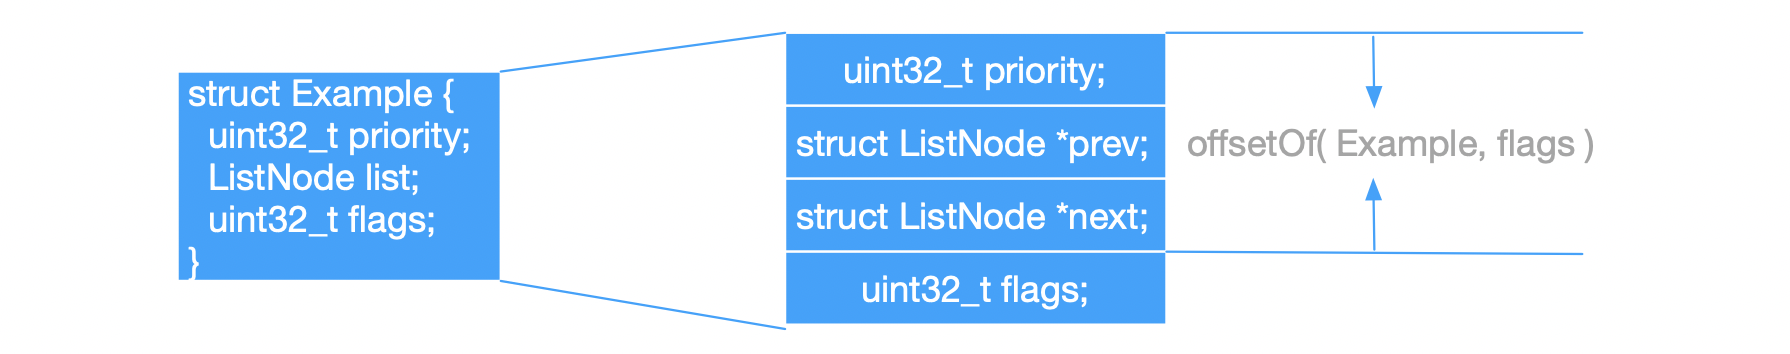 struct Example {
uint32_t priority;
ListNode list;
uint32_t flags;
}
uint32_t priority;
struct ListNode *prev;
struct ListNode *next;
uint32_t flags;
offsetOf( Example, flags )